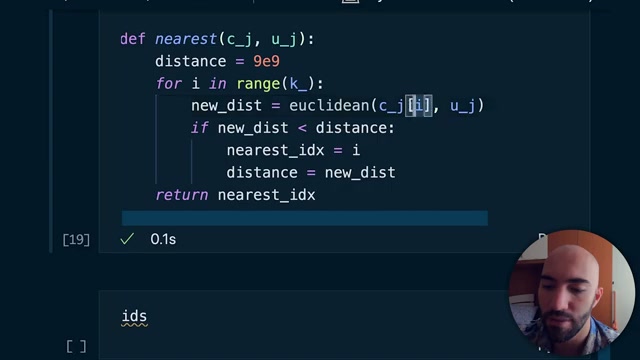 def nearest(c_j, u_j):
distance = 9e9
for i in range(k_):
new_dist = euclidean(c_j[i], u_j)
if new_dist < distance:
nearest_idx = i
distance = new_dist
return nearest_idx
[19]
0.1s
ids
[ ]